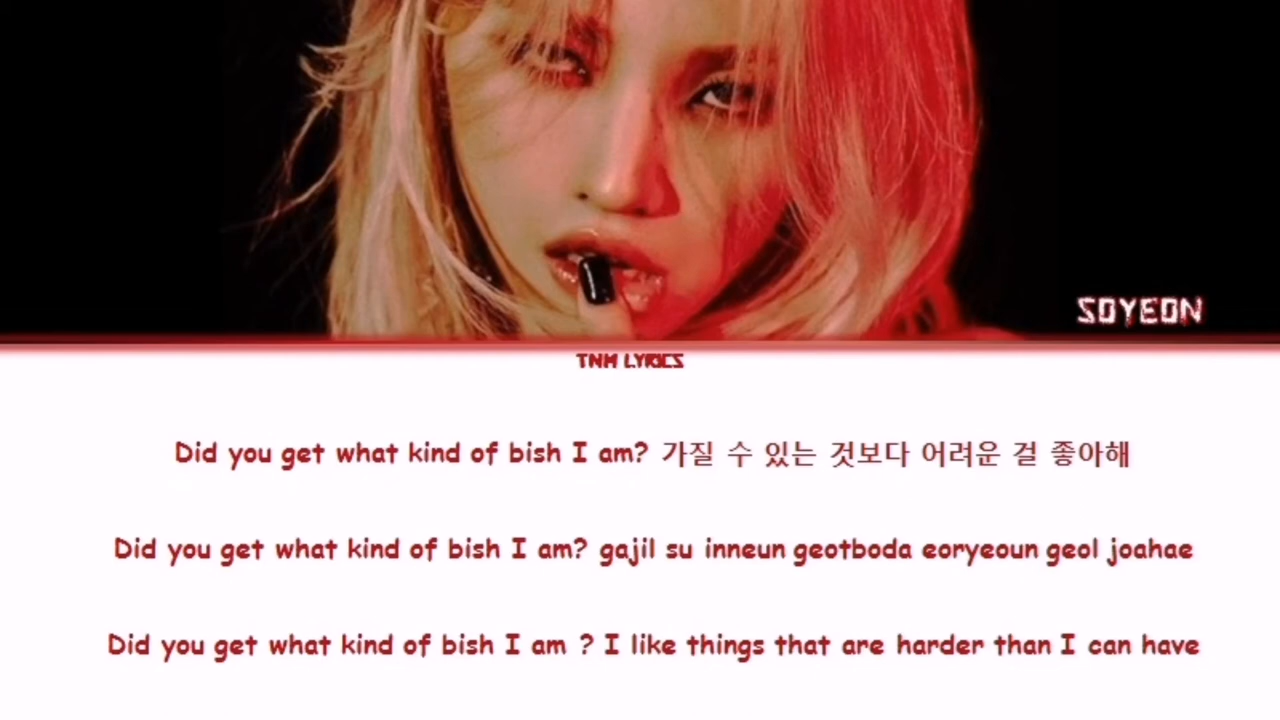 SOYEON
TNM LYRICS
Did you get what kind of bish I am? 가질 수 있는 것보다 어려운 걸 좋아해
Did you get what kind of bish I am? gajil su inneun geotboda eoryeoun geol joahae
Did you get what kind of bish I am ? I like things that are harder than I can have